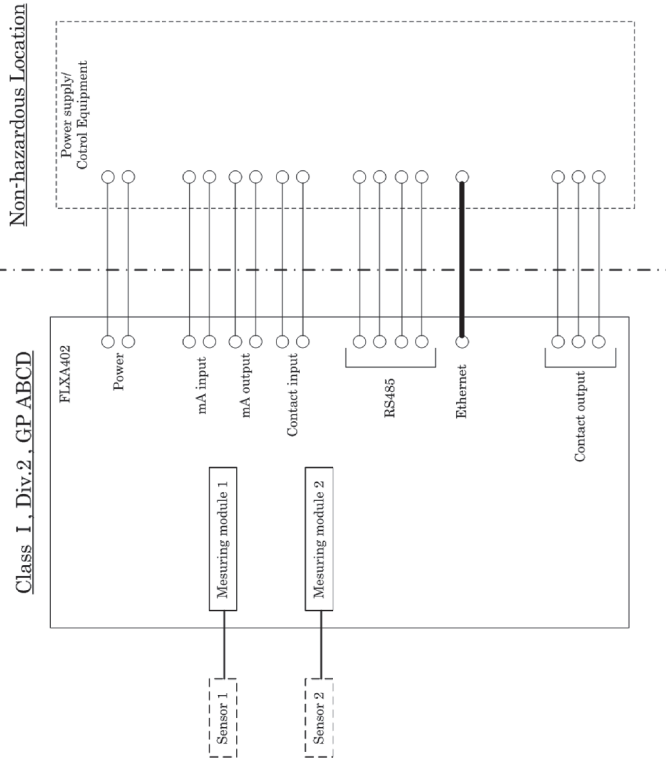 Non-hazardous Location
Power supply/
Cotrol Equipment
Class I , Div.2 , GP ABCD
FLXA402
Power
mA input
mA output
Contact input
RS485
Ethernet
Contact output
Mesuring module 1
Mesuring module 2
Sensor 1
Sensor 2